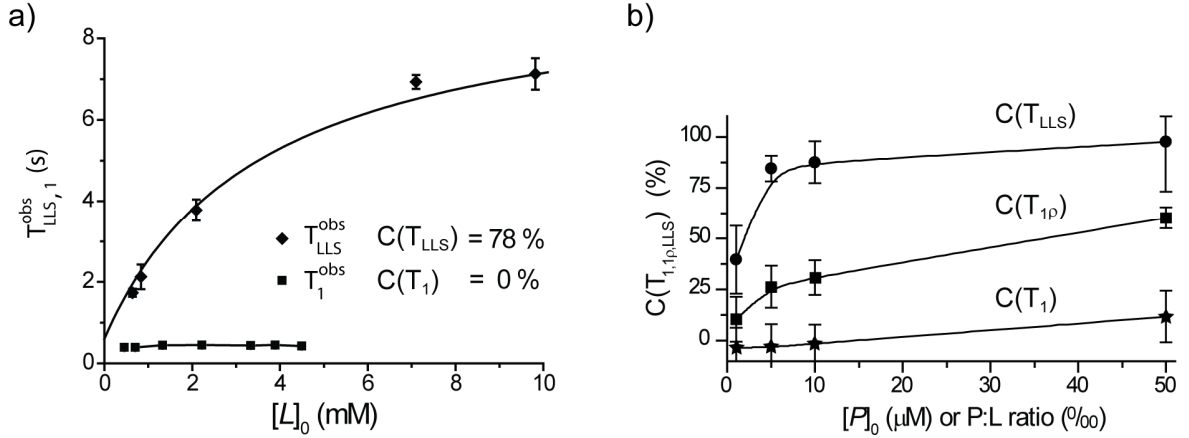 a)
T^obs_LLS, 1 (s)
8
6
4
2
0
T^obs_LLS C(T_LLS) = 78 %
T^obs_1 C(T_1) = 0 %
0 2 4 6 8 10
[L]_0 (mM)
b)
C(T_1,1ρ,LLS) (%)
100
75
50
25
0
C(T_LLS)
C(T_1ρ)
C(T_1)
0 10 20 30 40 50
[P]_0 (μM) or P:L ratio (‰)